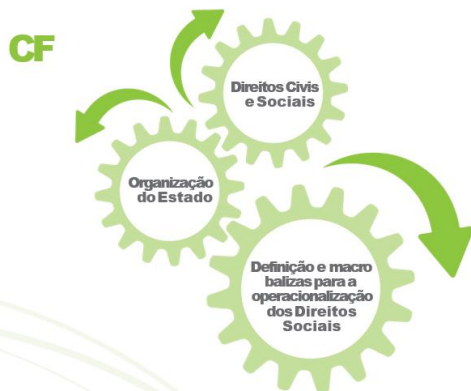 CF
Direitos Civis
e Sociais
Organização
do Estado
Definição e macro
balizas para a
operacionalização
dos Direitos
Sociais